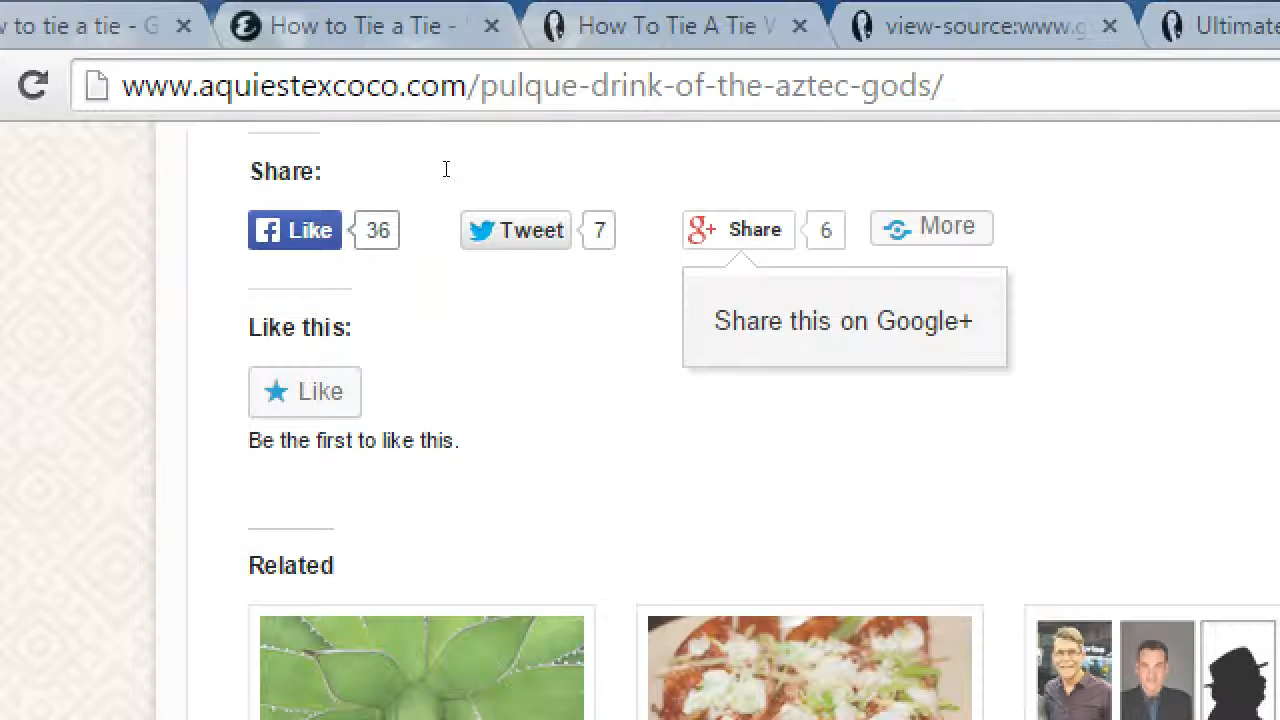 w to tie a tie - G
How to Tie a Tie -
How To Tie A Tie
view-source:www.g
Ultimate
www.aquiestexcoco.com/pulque-drink-of-the-aztec-gods/
Share:
Like 36
Tweet 7
g+ Share 6
More
Share this on Google+
Like this:
Like
Be the first to like this.
Related